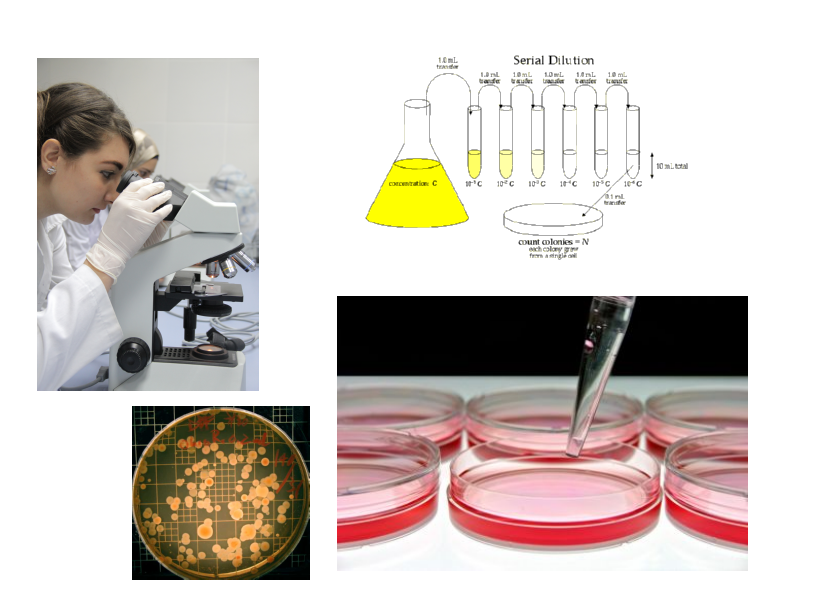 Serial Dilution
1.0 mL
transfer
1.0 mL
transfer
1.0 mL
transfer
1.0 mL
transfer
1.0 mL
transfer
1.0 mL
transfer
concentration C
10⁻¹ C
10⁻² C
10⁻³ C
10⁻⁴ C
10⁻⁵ C
10⁻⁶ C
10 mL total
0.1 mL
transfer
count colonies = N
each colony grew
from a single cell